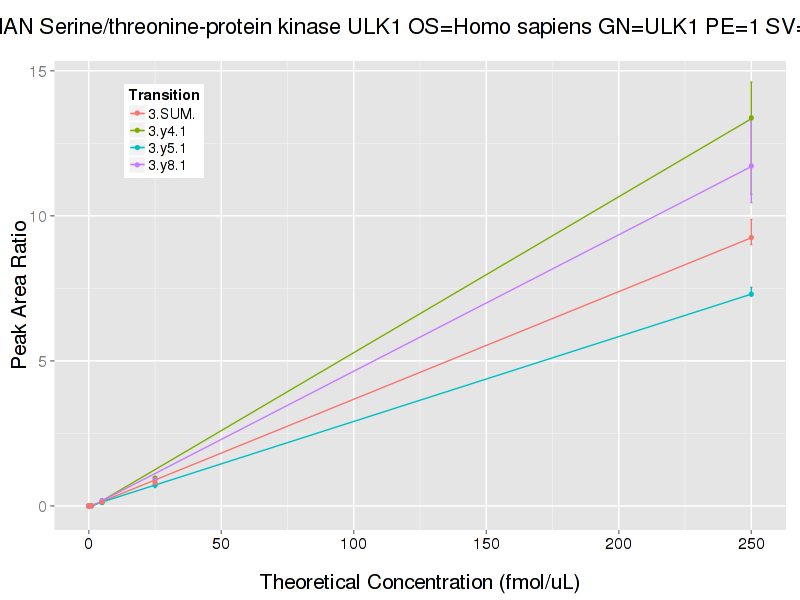 Serine/threonine-protein kinase ULK1 OS=Homo sapiens GN=ULK1 PE=1
Transition
3.SUM.
3.y4.1
3.y5.1
3.y8.1
15
10
5
0
Peak Area Ratio
0 50 100 150 200 250
Theoretical Concentration (fmol/uL)